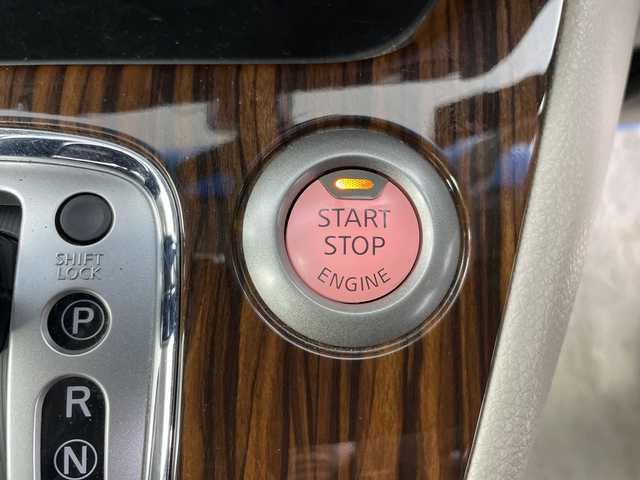 START
STOP
ENGINE
SHIFT
LOCK
P
R
N